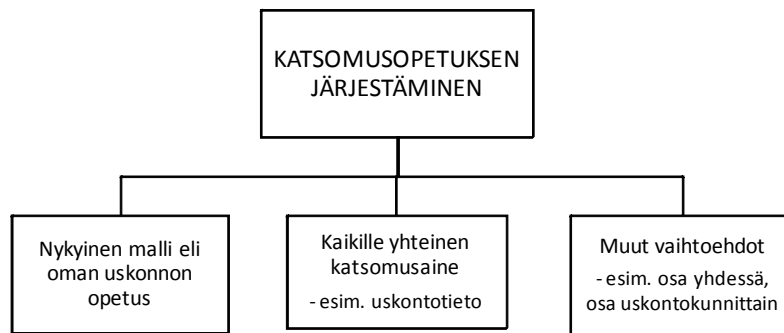 KATSOMUSOPETUKSEN
JÄRJESTÄMINEN
Nykyinen malli eli
oman uskonnon
opetus
Kaikille yhteinen
katsomusaine
- esim. uskontotieto
Muut vaihtoehdot
- esim. osa yhdessä,
osa uskontokunnittain